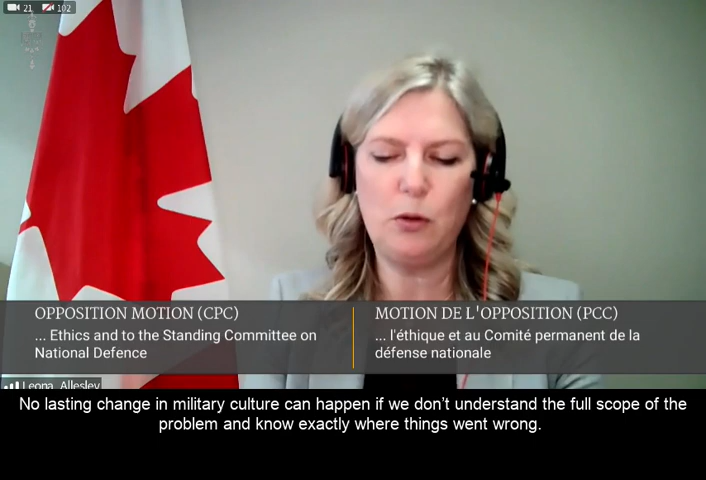 21 102
OPPOSITION MOTION (CPC)
... Ethics and to the Standing Committee on
National Defence
MOTION DE L'OPPOSITION (PCC)
... l'éthique et au Comité permanent de la
défense nationale
Leona_Allesley
No lasting change in military culture can happen if we don’t understand the full scope of the
problem and know exactly where things went wrong.